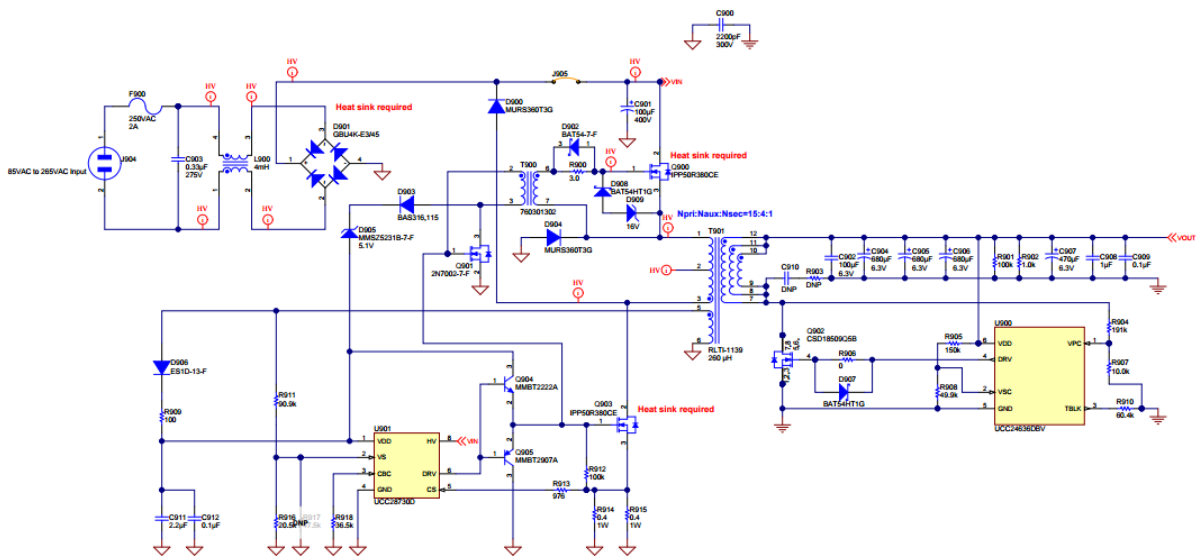 C900
2200pF
300V
HV
J905
HV
VIN
F900
250VAC
2A
HV
HV
Heat sink required
D901
GBU4K-E3/45
D900
MURS360T3G
C901
100µF
400V
J904
85VAC to 265VAC Input
C903
0.33µF
275V
L900
4mH
HV
HV
D902
BAT54-7-F
R900
3.0
HV
Heat sink required
Q900
IPP50R380CE
D908
BAT54HT1G
D909
16V
T900
760301302
D903
BAS316,115
D905
MMSZ5231B-7-F
5.1V
D904
MURS360T3G
HV
Npri:Naux:Nsec=15:4:1
T901
HV
HV
RLTI-1139
260 µH
Q901
2N7002-7-F
VOUT
C902
100µF
6.3V
C904
680µF
6.3V
C905
680µF
6.3V
C906
680µF
6.3V
R901
100k
R902
1.0k
C907
470µF
6.3V
C908
1µF
C909
0.1µF
C910
DNP
R903
DNP
Q902
CSD18509Q5B
7,8
5,6,
1,2,3
R906
0
D907
BAT54HT1G
R905
150k
R908
49.9k
U900
VDD
DRV
VSC
GND
VPC
TBLK
UCC24636DBV
R904
191k
R907
10.0k
R910
60.4k
D906
ES1D-13-F
R909
100
R911
90.9k
Q904
MMBT2222A
Q903
IPP50R380CE
Heat sink required
U901
VDD
VS
CBC
GND
HV
DRV
CS
UCC28730D
VIN
Q905
MMBT2907A
R912
100k
R913
976
R914
0.4
1W
R915
0.4
1W
C911
2.2µF
C912
0.1µF
R916
20.5k
R917
DNP
R918
36.5k